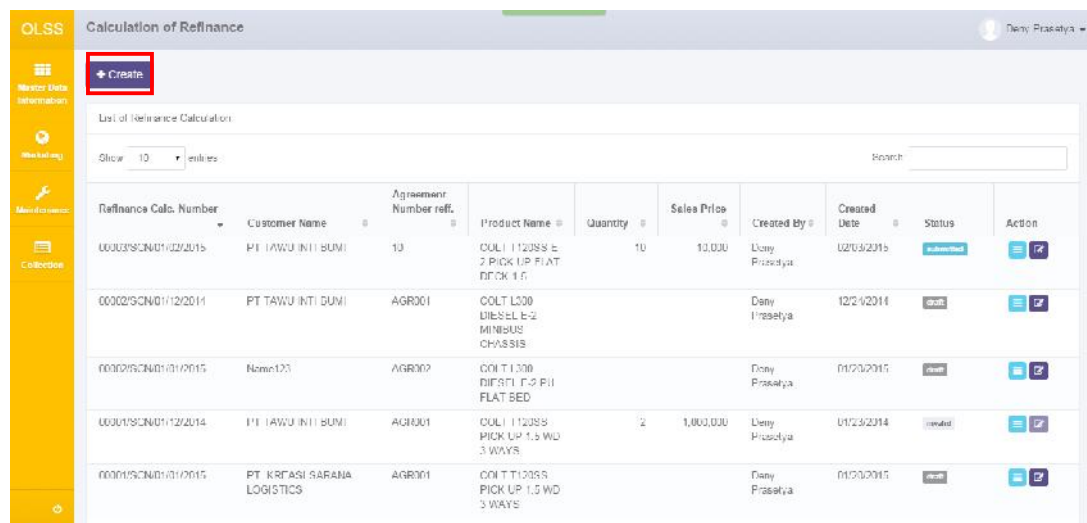 OLSS
Calculation of Refinance
Deny Prasetya
Master Data
Information
Marketing
Maintenance
Collection
+ Create
List of Refinance Calculation
Show 10 entries
Search
Refinance Calc. Number
Customer Name
Agreement
Number reff.
Product Name
Quantity
Sales Price
Created By
Created
Date
Status
Action
00003/SCN/01/02/2015
PT TAWU INTI BUMI
10
COLT T120SS E
2 PICK UP FLAT
DECK 1.5
10
10,000
Deny
Prasetya
02/03/2015
submitted
00002/SCN/01/12/2014
PT TAWU INTI BUMI
AGR001
COLT L300
DIESEL E-2
MINIBUS
CHASSIS
Deny
Prasetya
12/24/2014
draft
00002/SCN/01/01/2015
Name123
AGR002
COLT L300
DIESEL E-2 PU
FLAT BED
Deny
Prasetya
01/20/2015
draft
00001/SCN/01/12/2014
PT TAWU INTI BUMI
AGR001
COLT T120SS
PICK UP 1.5 WD
3 WAYS
2
1,000,000
Deny
Prasetya
01/23/2014
00001/SCN/01/01/2015
PT. KREASI SARANA
LOGISTICS
AGR001
COLT T120SS
PICK UP 1.5 WD
3 WAYS
Deny
Prasetya
01/20/2015
draft